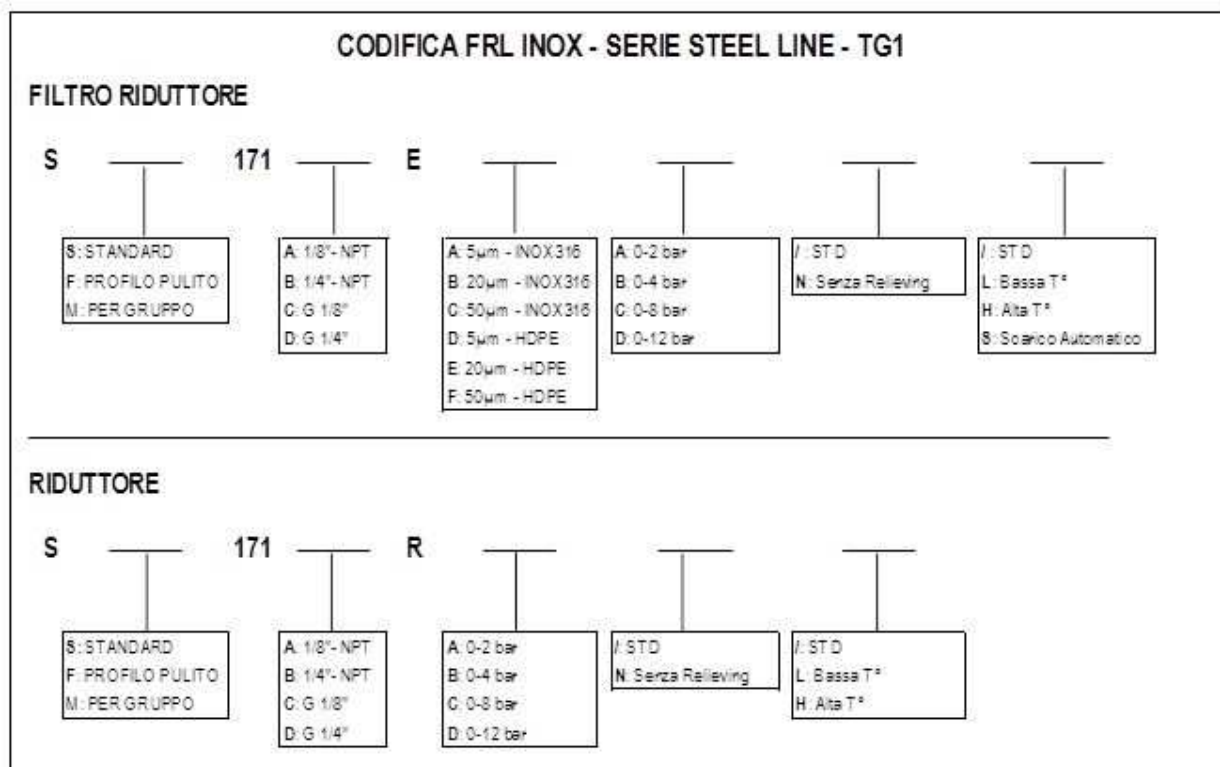 CODIFICA FRL INOX - SERIE STEEL LINE - TG1
FILTRO RIDUTTORE
S 171 E
S: STANDARD
F: PROFILO PULITO
M: PER GRUPPO
A: 1/8"- NPT
B: 1/4"- NPT
C: G 1/8"
D: G 1/4"
A: 5µm - INOX316
B: 20µm - INOX316
C: 50µm - INOX316
D: 5µm - HDPE
E: 20µm - HDPE
F: 50µm - HDPE
A: 0-2 bar
B: 0-4 bar
C: 0-8 bar
D: 0-12 bar
/ : STD
N: Senza Relieving
/ : STD
L: Bassa T°
H: Alta T°
S: Scarico Automatico
RIDUTTORE
S 171 R
S: STANDARD
F: PROFILO PULITO
M: PER GRUPPO
A: 1/8"- NPT
B: 1/4"- NPT
C: G 1/8"
D: G 1/4"
A: 0-2 bar
B: 0-4 bar
C: 0-8 bar
D: 0-12 bar
/: STD
N: Senza Relieving
/: STD
L: Bassa T°
H: Alta T°